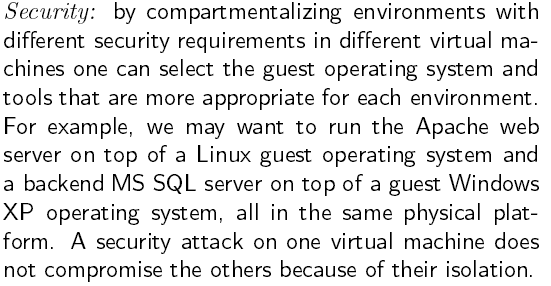 Security: by compartmentalizing environments with
different security requirements in different virtual ma-
chines one can select the guest operating system and
tools that are more appropriate for each environment.
For example, we may want to run the Apache web
server on top of a Linux guest operating system and
a backend MS SQL server on top of a guest Windows
XP operating system, all in the same physical plat-
form. A security attack on one virtual machine does
not compromise the others because of their isolation.